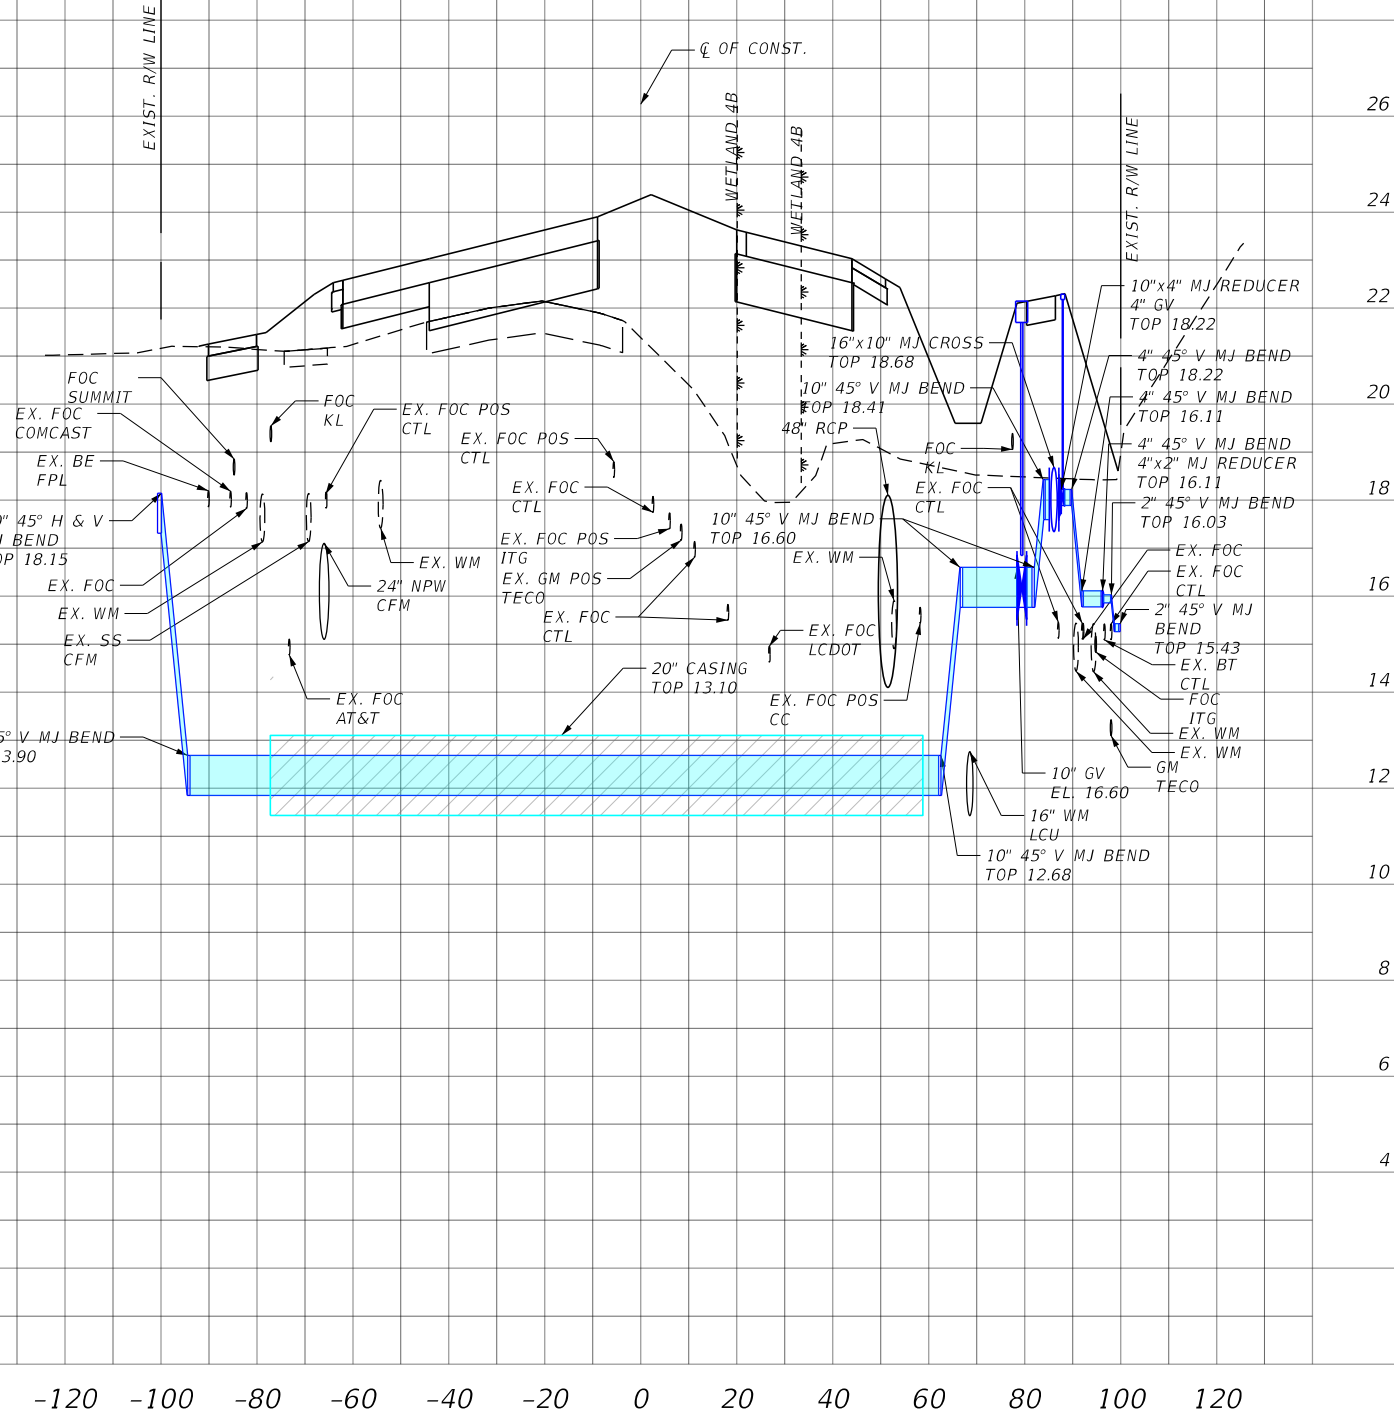 EXIST. R/W LINE
℄ OF CONST.
WETLAND 4B
WETLAND 4B
EXIST. R/W LINE
26
24
22
20
18
16
14
12
10
8
6
4
10"x4" MJ REDUCER
4" GV
TOP 18.22
16"x10" MJ CROSS
TOP 18.68
4" 45° V MJ BEND
TOP 18.22
10" 45° V MJ BEND
TOP 18.41
4" 45° V MJ BEND
TOP 16.11
48" RCP
FOC
SUMMIT
FOC
KL
EX. FOC POS
CTL
EX. FOC
COMCAST
EX. FOC POS
CTL
FOC
KL
4" 45° V MJ BEND
4"x2" MJ REDUCER
TOP 16.11
EX. BE
FPL
EX. FOC
CTL
EX. FOC
CTL
2" 45° V MJ BEND
TOP 16.03
" 45° H & V
J BEND
OP 18.15
10" 45° V MJ BEND
TOP 16.60
EX. FOC POS
ITG
EX. FOC
EX. WM
EX. WM
EX. FOC
CTL
EX. GM POS
TECO
EX. FOC
24" NPW
CFM
EX. WM
EX. FOC
CTL
2" 45° V MJ
BEND
TOP 15.43
EX. SS
CFM
EX. FOC
LCDOT
20" CASING
TOP 13.10
EX. BT
CTL
EX. FOC
AT&T
EX. FOC POS
CC
FOC
ITG
5° V MJ BEND
3.90
EX. WM
EX. WM
10" GV
EL. 16.60
GM
TECO
16" WM
LCU
10" 45° V MJ BEND
TOP 12.68
-120 -100 -80 -60 -40 -20 0 20 40 60 80 100 120